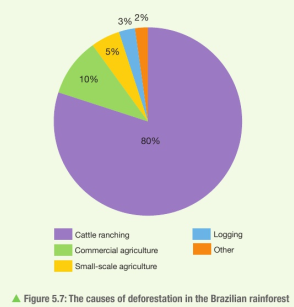 3% 2%
5%
10%
80%
Cattle ranching
Commercial agriculture
Small-scale agriculture
Logging
Other
▲ Figure 5.7: The causes of deforestation in the Brazilian rainforest